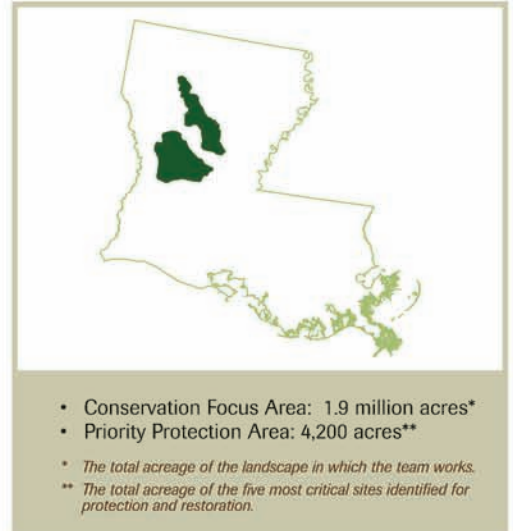 • Conservation Focus Area: 1.9 million acres*
• Priority Protection Area: 4,200 acres**
* The total acreage of the landscape in which the team works.
** The total acreage of the five most critical sites identified for
protection and restoration.